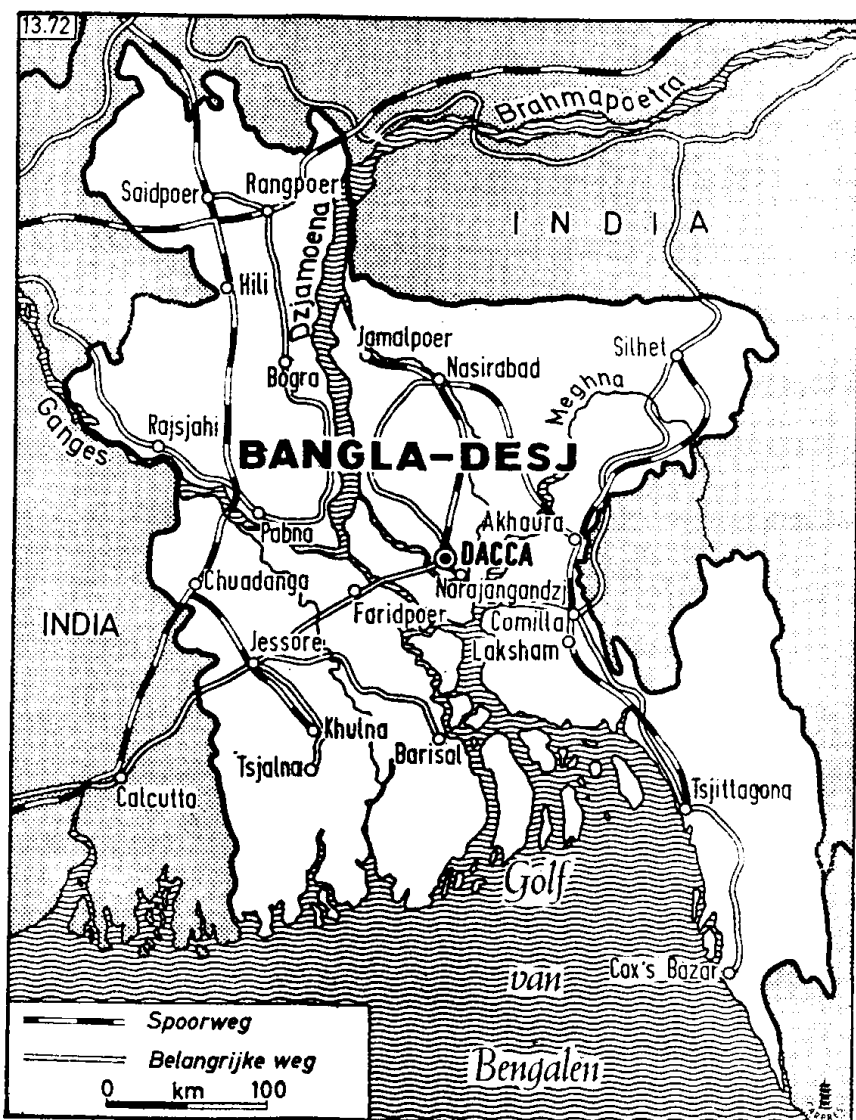 13.72
Brahmapoetra
Saidpoer
Rangpoer
INDIA
Dzjamoena
Hili
Jamalpoer
Silhet
Bogra
Nasirabad
Meghna
Ganges
Rajsjahi
BANGLA-DESJ
Pabna
Akhaura
DACCA
Chuadanga
Narajangandzj
INDIA
Faridpoer
Comilla
Jessore
Laksham
Khulna
Tsjalna
Barisal
Calcutta
Tsjittagona
Golf
van
Bengalen
Cox's Bazar
Spoorweg
Belangrijke weg
0 km 100